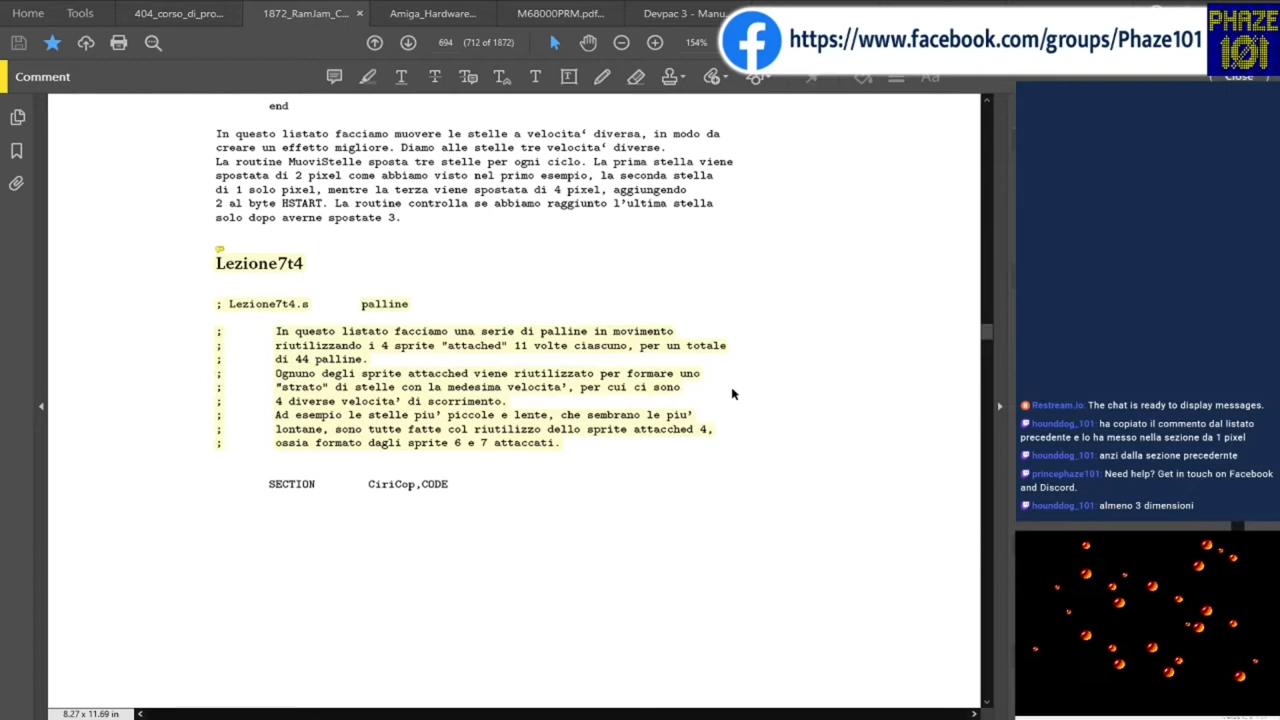 Home Tools 404_corso_di_pro... 1872_RamJam_C... × Amiga_Hardware... M68000PRM.pdf... Devpac 3 - Manu...
https://www.facebook.com/groups/Phaze101
PHAZE
101
694 (712 of 1872) 154%
Comment
Close
end
In questo listato facciamo muovere le stelle a velocita‘ diversa, in modo da
creare un effetto migliore. Diamo alle stelle tre velocita‘ diverse.
La routine MuoviStelle sposta tre stelle per ogni ciclo. La prima stella viene
spostata di 2 pixel come abbiamo visto nel primo esempio, la seconda stella
di 1 solo pixel, mentre la terza viene spostata di 4 pixel, aggiungendo
2 al byte HSTART. La routine controlla se abbiamo raggiunto l’ultima stella
solo dopo averne spostate 3.
Lezione7t4
; Lezione7t4.s palline
; In questo listato facciamo una serie di palline in movimento
; riutilizzando i 4 sprite "attached" 11 volte ciascuno, per un totale
; di 44 palline.
; Ognuno degli sprite attacched viene riutilizzato per formare uno
; "strato" di stelle con la medesima velocita’, per cui ci sono
; 4 diverse velocita’ di scorrimento.
; Ad esempio le stelle piu’ piccole e lente, che sembrano le piu’
; lontane, sono tutte fatte col riutilizzo dello sprite attacched 4,
; ossia formato dagli sprite 6 e 7 attaccati.
SECTION CiriCop,CODE
8.27 x 11.69 in
Restream.io: The chat is ready to display messages.
hounddog_101: ha copiato il commento dal listato
precedente e lo ha messo nella sezione da 1 pixel
hounddog_101: anzi dalla sezione precedernte
princephaze101: Need help? Get in touch on Facebook
and Discord.
hounddog_101: almeno 3 dimensioni